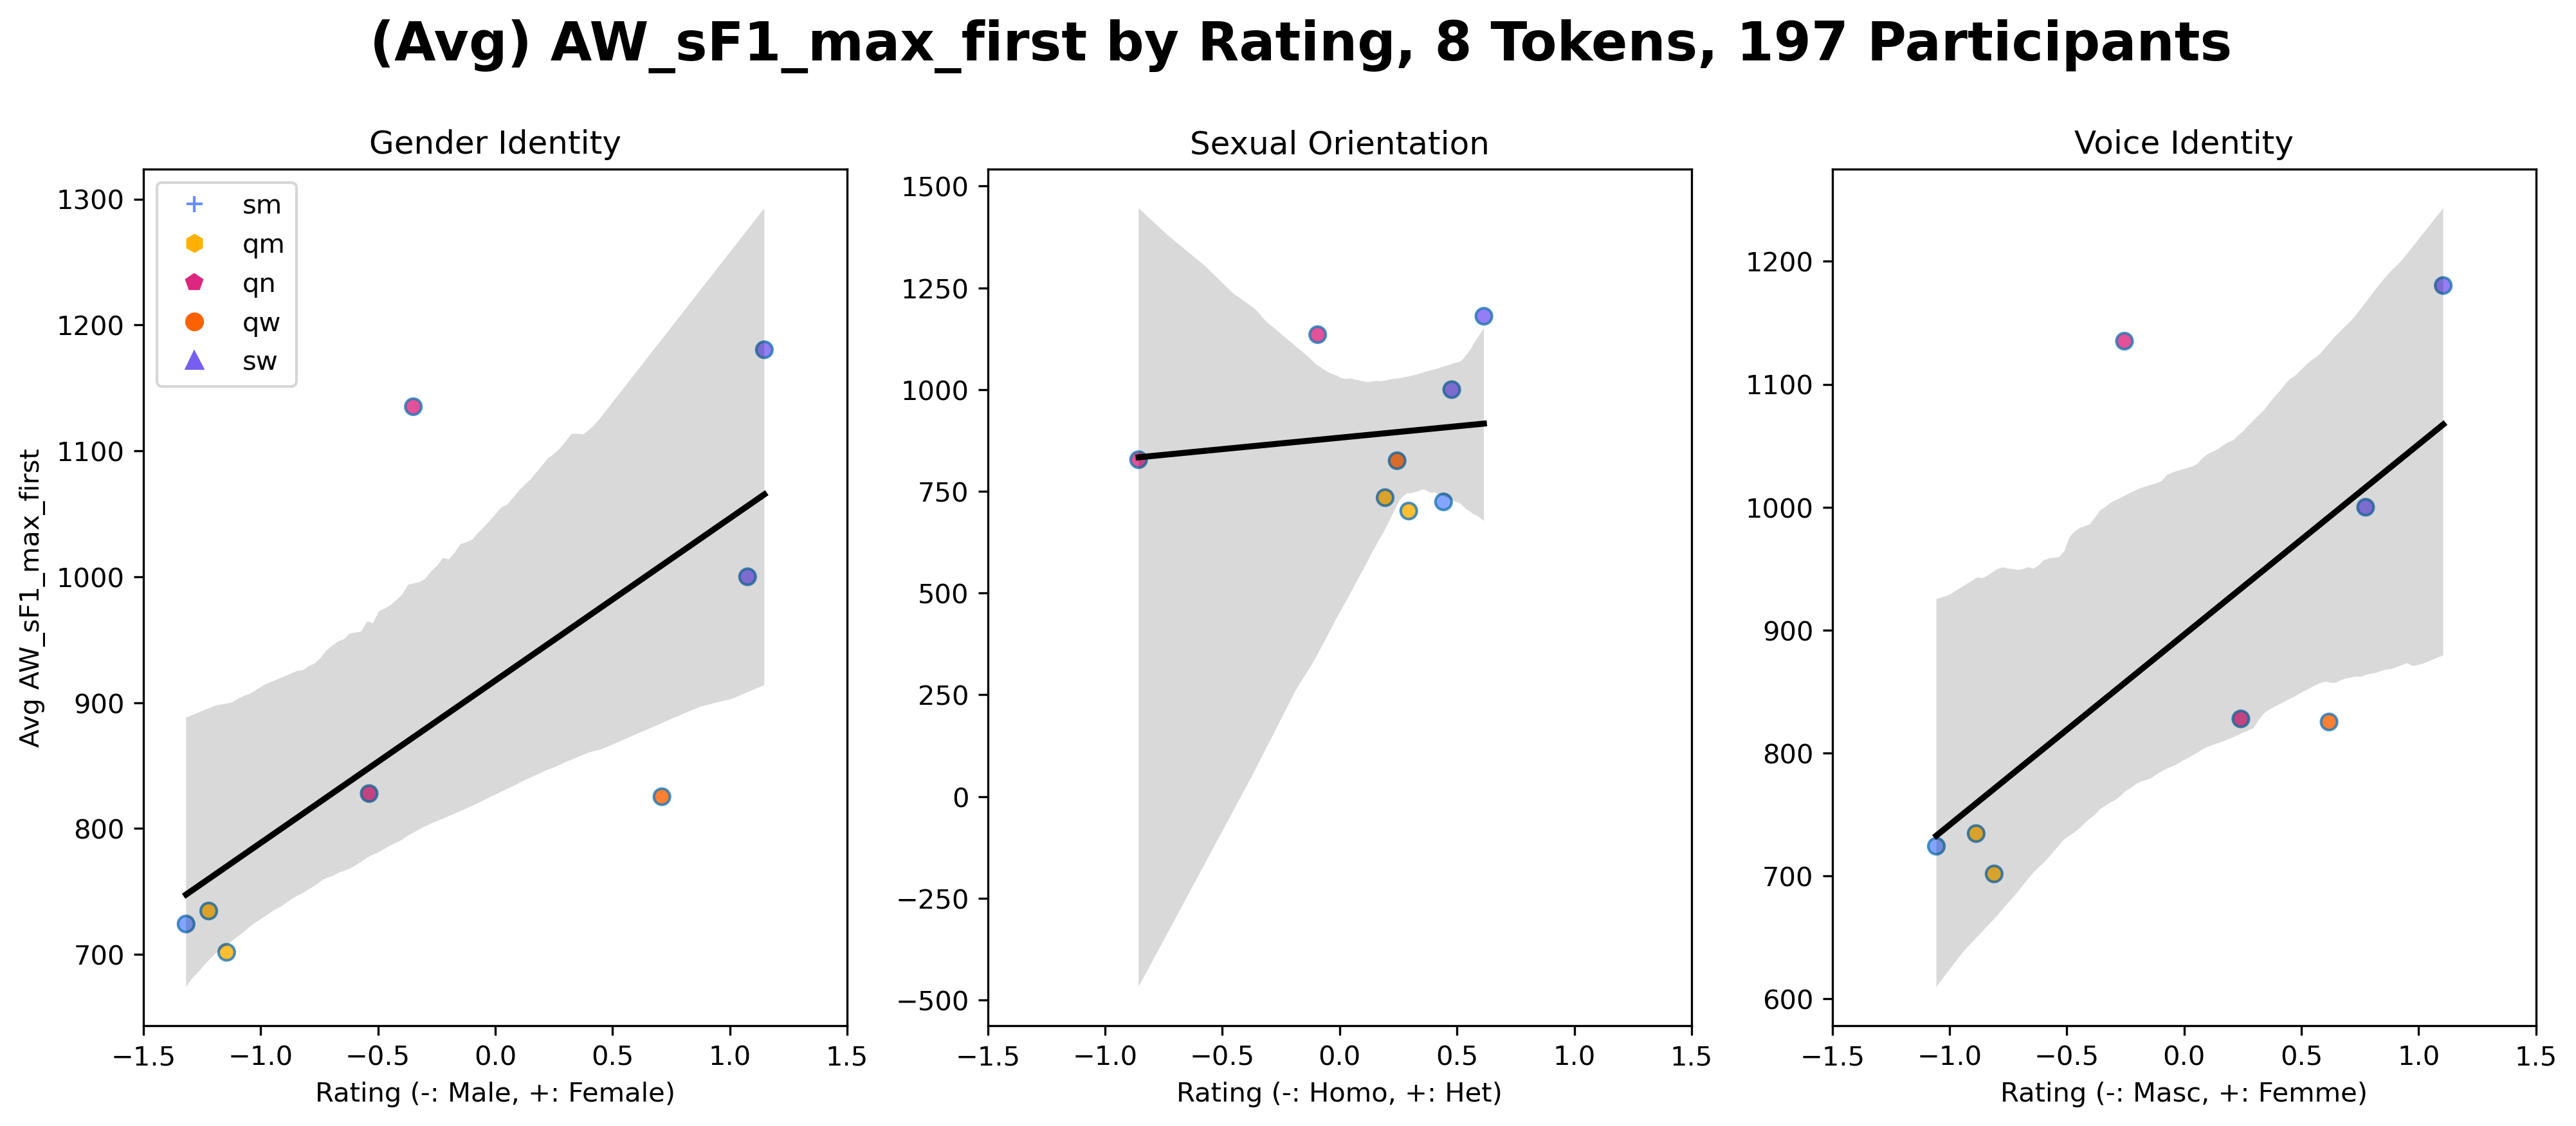 (Avg) AW_sF1_max_first by Rating, 8 Tokens, 197 Participants
Gender Identity
Avg AW_sF1_max_first
1300
1200
1100
1000
900
800
700
sm
qm
qn
qw
sw
−1.5 −1.0 −0.5 0.0 0.5 1.0 1.5
Rating (-: Male, +: Female)
Sexual Orientation
1500
1250
1000
750
500
250
0
−250
−500
−1.5 −1.0 −0.5 0.0 0.5 1.0 1.5
Rating (-: Homo, +: Het)
Voice Identity
1200
1100
1000
900
800
700
600
−1.5 −1.0 −0.5 0.0 0.5 1.0 1.5
Rating (-: Masc, +: Femme)